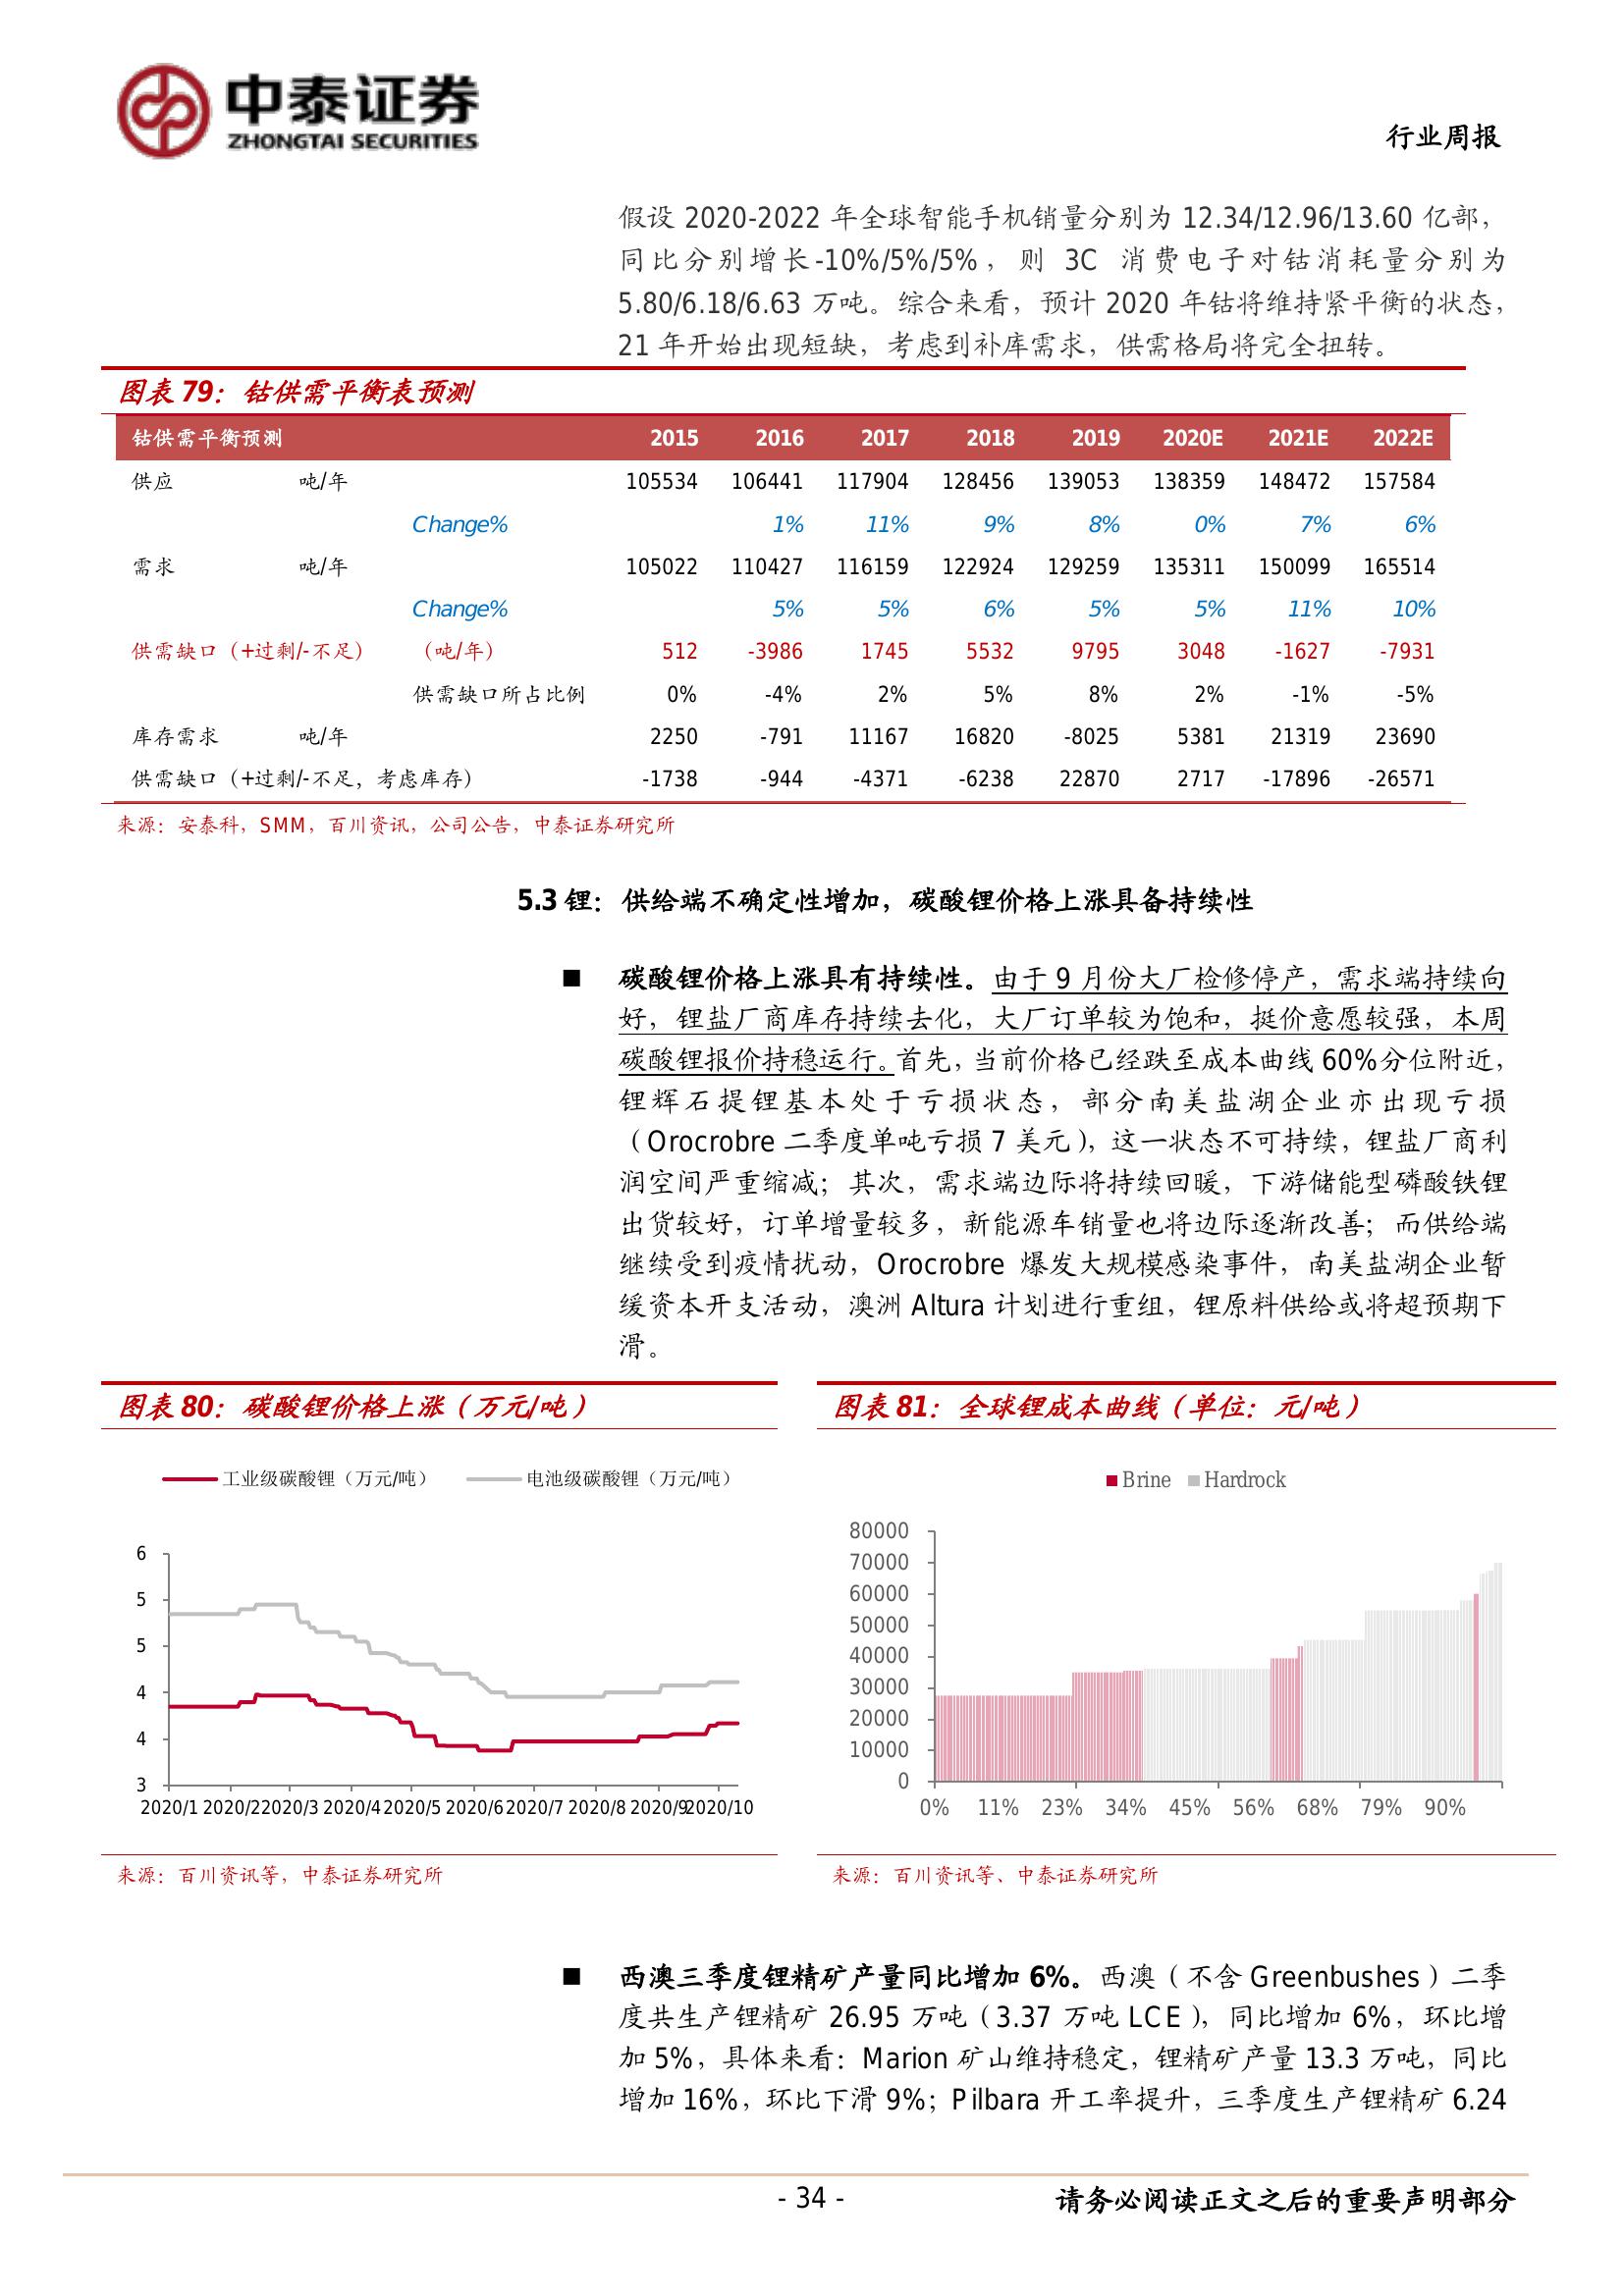 中泰证券
ZHONGTAI SECURITIES
行业周报
假设 2020-2022 年全球智能手机销量分别为 12.34/12.96/13.60 亿部，
同比分别增长-10%/5%/5%，则 3C 消费电子对钴消耗量分别为
5.80/6.18/6.63 万吨。综合来看，预计 2020 年钴将维持紧平衡的状态，
21 年开始出现短缺，考虑到补库需求，供需格局将完全扭转。
图表 79：钴供需平衡表预测
钴供需平衡预测 2015 2016 2017 2018 2019 2020E 2021E 2022E
供应 吨/年 105534 106441 117904 128456 139053 138359 148472 157584
Change% 1% 11% 9% 8% 0% 7% 6%
需求 吨/年 105022 110427 116159 122924 129259 135311 150099 165514
Change% 5% 5% 6% 5% 5% 11% 10%
供需缺口（+过剩/-不足） （吨/年） 512 -3986 1745 5532 9795 3048 -1627 -7931
供需缺口所占比例 0% -4% 2% 5% 8% 2% -1% -5%
库存需求 吨/年 2250 -791 11167 16820 -8025 5381 21319 23690
供需缺口（+过剩/-不足，考虑库存） -1738 -944 -4371 -6238 22870 2717 -17896 -26571
来源：安泰科，SMM，百川资讯，公司公告，中泰证券研究所
5.3 锂：供给端不确定性增加，碳酸锂价格上涨具备持续性
■ 碳酸锂价格上涨具有持续性。由于 9 月份大厂检修停产，需求端持续向
好，锂盐厂商库存持续去化，大厂订单较为饱和，挺价意愿较强，本周
碳酸锂报价持稳运行。首先，当前价格已经跌至成本曲线 60%分位附近，
锂辉石提锂基本处于亏损状态，部分南美盐湖企业亦出现亏损
（Orocrobre 二季度单吨亏损 7 美元），这一状态不可持续，锂盐厂商利
润空间严重缩减；其次，需求端边际将持续回暖，下游储能型磷酸铁锂
出货较好，订单增量较多，新能源车销量也将边际逐渐改善；而供给端
继续受到疫情扰动，Orocrobre 爆发大规模感染事件，南美盐湖企业暂
缓资本开支活动，澳洲 Altura 计划进行重组，锂原料供给或将超预期下
滑。
图表 80：碳酸锂价格上涨（万元/吨）
工业级碳酸锂（万元/吨） 电池级碳酸锂（万元/吨）
6
5
5
4
4
3
2020/1 2020/2 2020/3 2020/4 2020/5 2020/6 2020/7 2020/8 2020/9 2020/10
来源：百川资讯等，中泰证券研究所
图表 81：全球锂成本曲线（单位：元/吨）
Brine Hardrock
80000
70000
60000
50000
40000
30000
20000
10000
0
0% 11% 23% 34% 45% 56% 68% 79% 90%
来源：百川资讯等、中泰证券研究所
■ 西澳三季度锂精矿产量同比增加 6%。西澳（不含 Greenbushes）二季
度共生产锂精矿 26.95 万吨（3.37 万吨 LCE），同比增加 6%，环比增
加 5%，具体来看：Marion 矿山维持稳定，锂精矿产量 13.3 万吨，同比
增加 16%，环比下滑 9%；Pilbara 开工率提升，三季度生产锂精矿 6.24
- 34 -
请务必阅读正文之后的重要声明部分